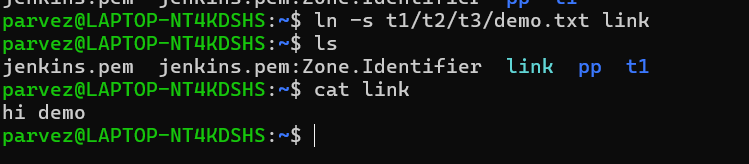 jenkins.pem  jenkins.pem:Zone.Identifier  pp  t1
parvez@LAPTOP-NT4KDSHS:~$ ln -s t1/t2/t3/demo.txt link
parvez@LAPTOP-NT4KDSHS:~$ ls
jenkins.pem  jenkins.pem:Zone.Identifier  link  pp  t1
parvez@LAPTOP-NT4KDSHS:~$ cat link
hi demo
parvez@LAPTOP-NT4KDSHS:~$